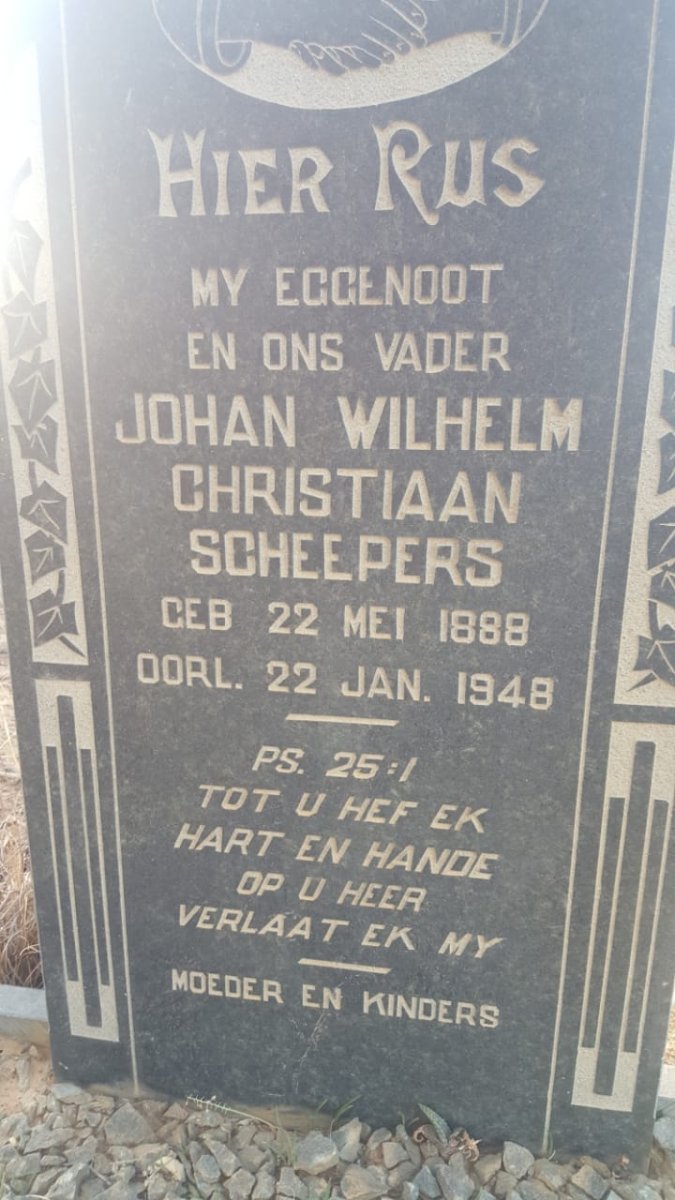 HIER RUS
MY EGGENOOT
EN ONS VADER
JOHAN WILHELM
CHRISTIAAN
SCHEEPERS
GEB 22 MEI 1888
OORL. 22 JAN. 1948
PS. 25:1
TOT U HEF EK
HART EN HANDE
OP U HEER
VERLAAT EK MY
MOEDER EN KINDERS